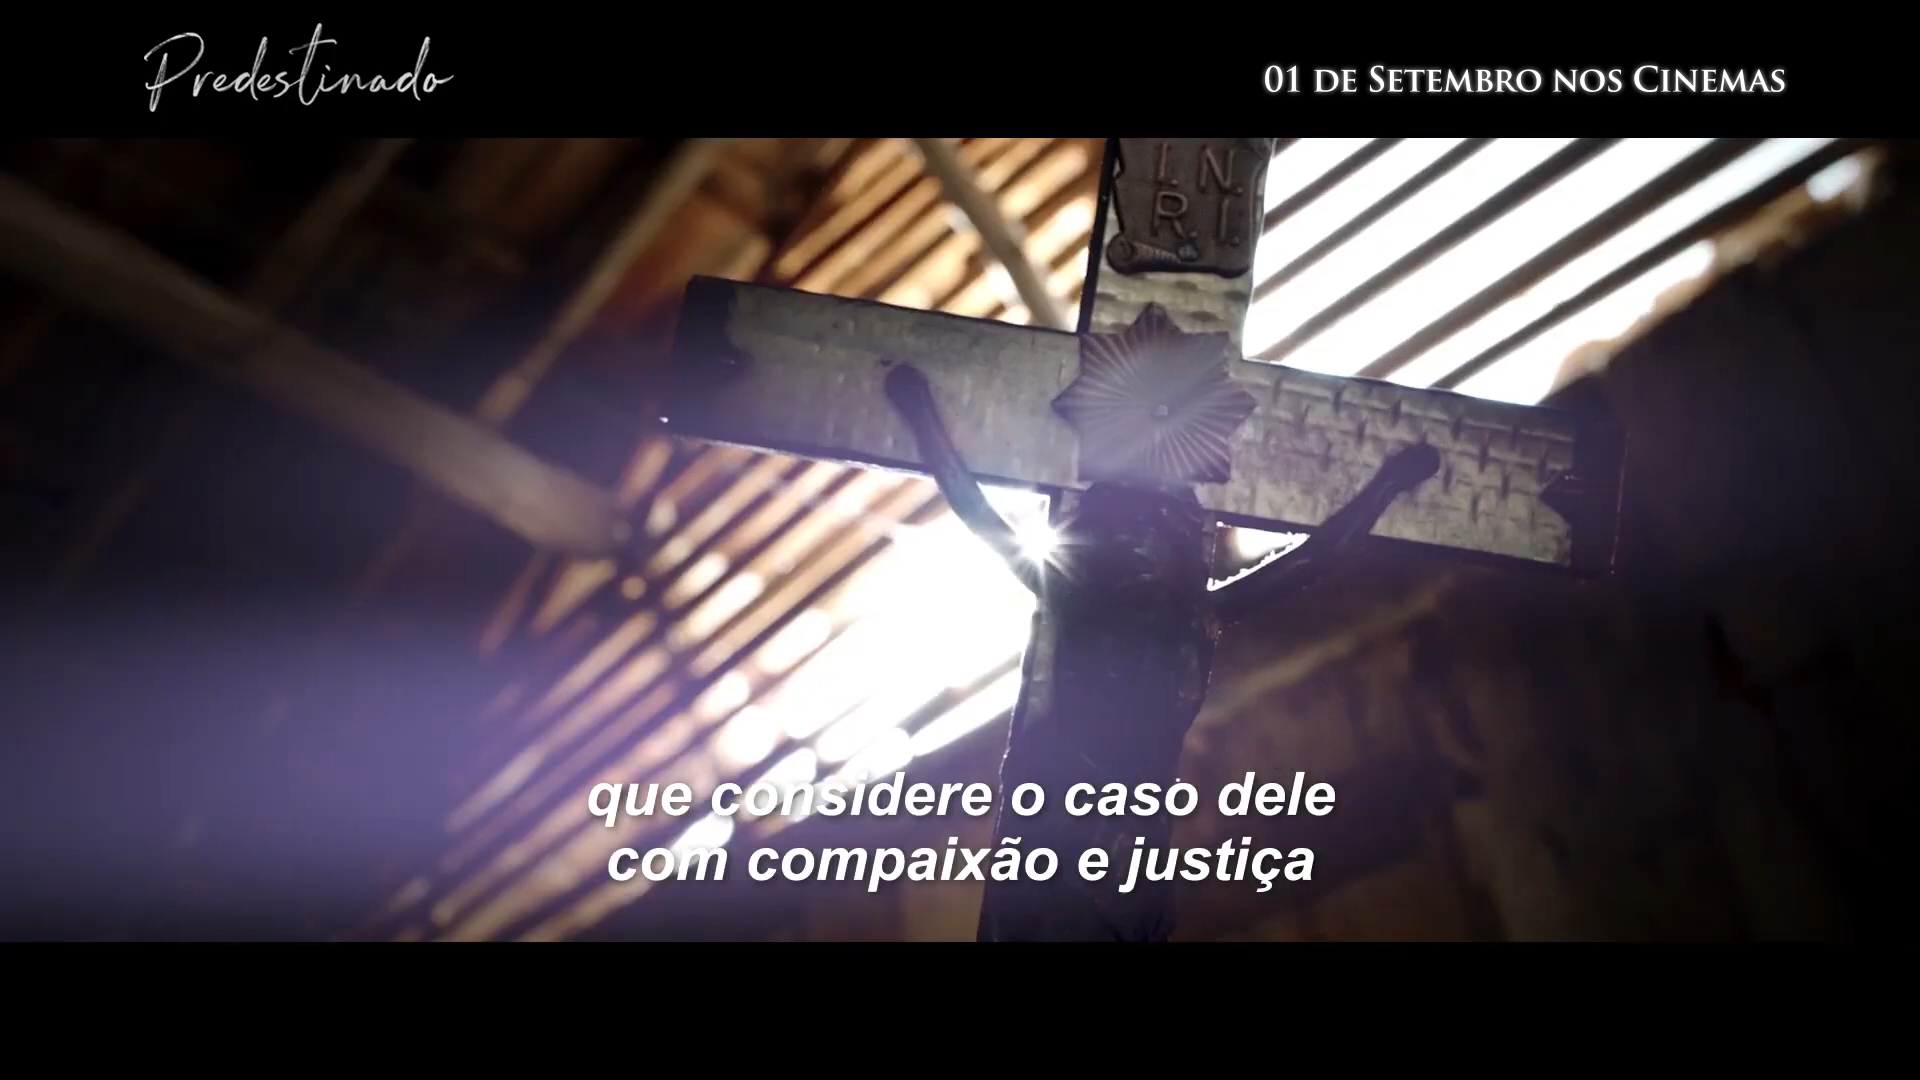 Predestinado
01 de Setembro nos Cinemas
I. N.
R. I.
que considere o caso dele
com compaixão e justiça